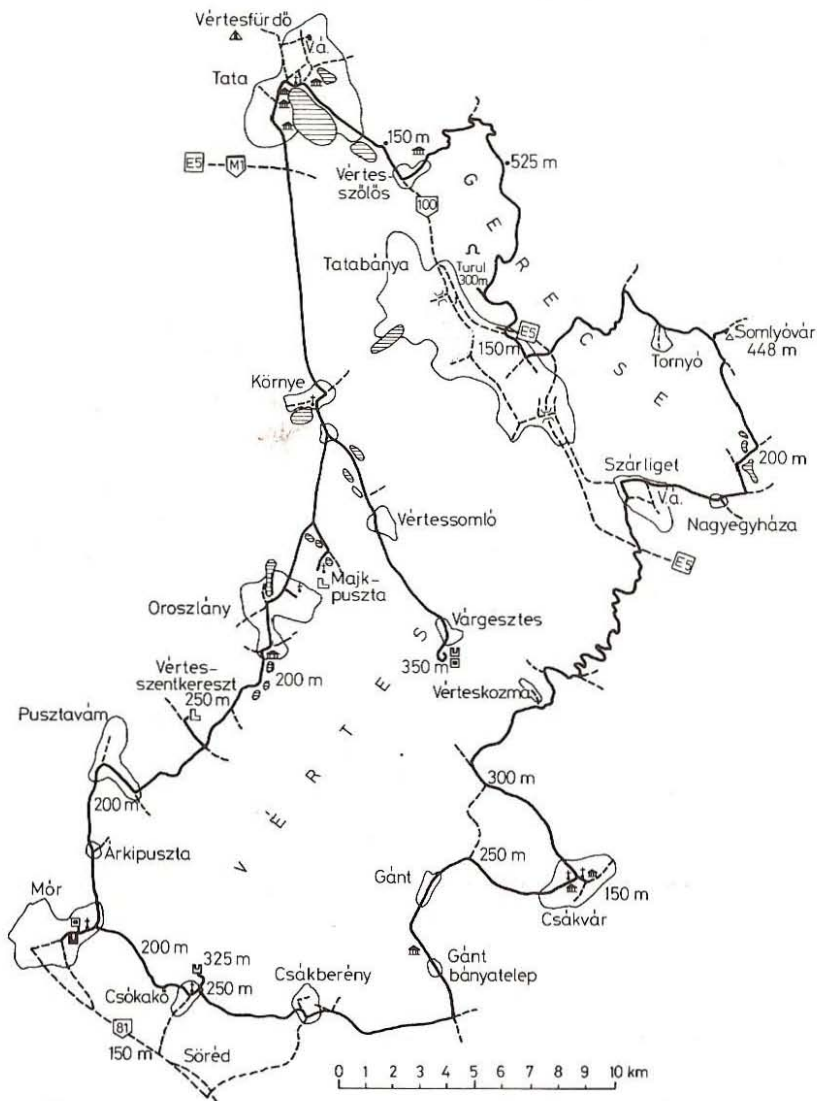 Vértesfürdő
V.á.
Tata
150 m
E5
M1
Vértes-
szőlős
525 m
100
GERECSE
Tatabánya
Turul
300m
E5
150 m
Somlyóvár
448 m
Tornyó
Környe
Szárliget
200 m
V.á.
Nagyegyháza
Vértessomló
E5
Majk-
puszta
Oroszlány
Várgesztes
350 m
Vértes-
szentkereszt
250 m
200 m
Vérteskozma
Pusztavám
VÉRTES
300 m
200 m
Árkipuszta
250 m
Gánt
150 m
Csákvár
Mór
200 m
325 m
Csákberény
Gánt
bányatelep
Csókakő
250 m
81
150 m
Söréd
0 1 2 3 4 5 6 7 8 9 10 km